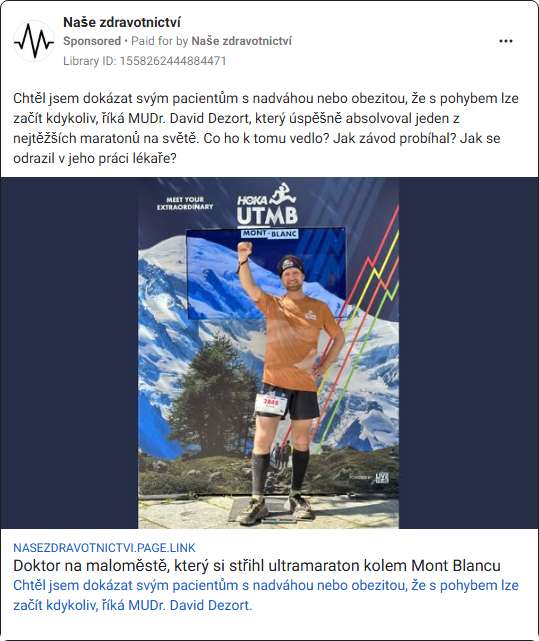 Naše zdravotnictví
Sponsored • Paid for by Naše zdravotnictví
Library ID: 1558262444884471
Chtěl jsem dokázat svým pacientům s nadváhou nebo obezitou, že s pohybem lze
začít kdykoliv, říká MUDr. David Dezort, který úspěšně absolvoval jeden z
nejtěžších maratonů na světě. Co ho k tomu vedlo? Jak závod probíhal? Jak se
odrazil v jeho práci lékaře?
MEET YOUR
EXTRAORDINARY
HOKA
UTMB
MONT-BLANC
NASEZDRAVOTNICTVI.PAGE.LINK
Doktor na maloměstě, který si střihl ultramaraton kolem Mont Blancu
Chtěl jsem dokázat svým pacientům s nadváhou nebo obezitou, že s pohybem lze
začít kdykoliv, říká MUDr. David Dezort.